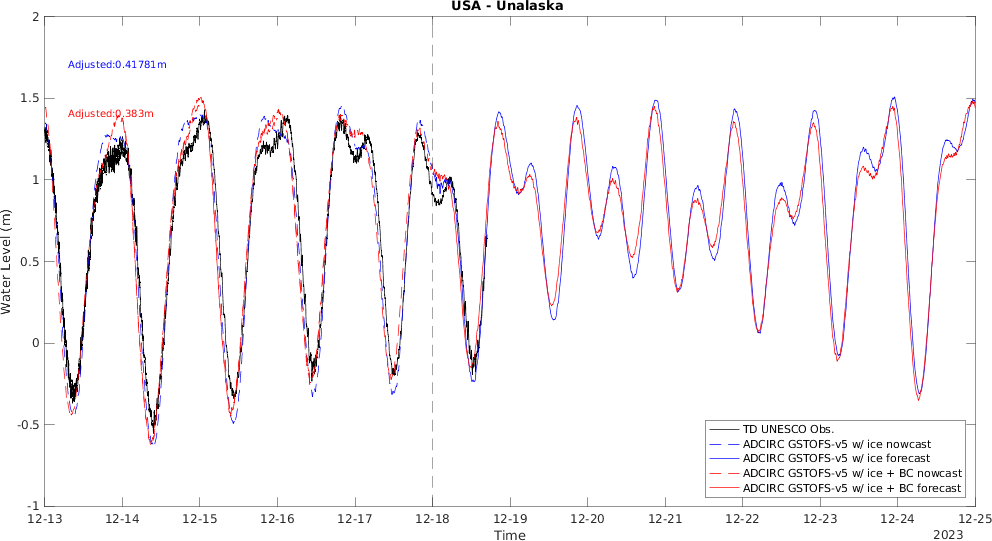 USA - Unalaska
2
1.5
1
0.5
0
-0.5
-1
Water Level (m)
Adjusted:0.41781m
Adjusted:0.383m
TD UNESCO Obs.
ADCIRC GSTOFS-v5 w/ ice nowcast
ADCIRC GSTOFS-v5 w/ ice forecast
ADCIRC GSTOFS-v5 w/ ice + BC nowcast
ADCIRC GSTOFS-v5 w/ ice + BC forecast
12-13 12-14 12-15 12-16 12-17 12-18 12-19 12-20 12-21 12-22 12-23 12-24 12-25
Time
2023